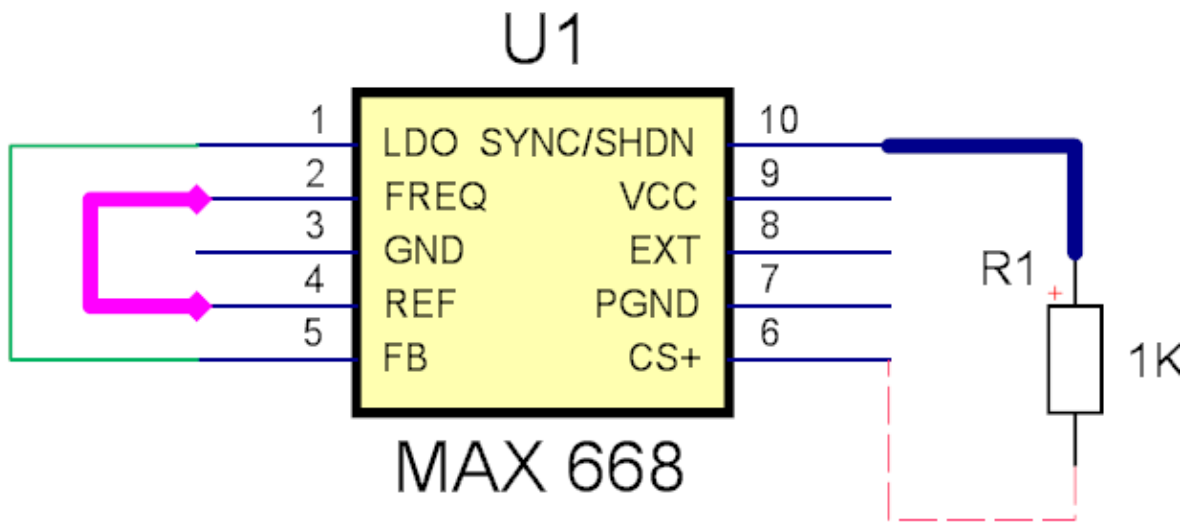 U1
1 LDO SYNC/SHDN 10
2 FREQ VCC 9
3 GND EXT 8
4 REF PGND 7
5 FB CS+ 6
R1
+
1K
MAX 668